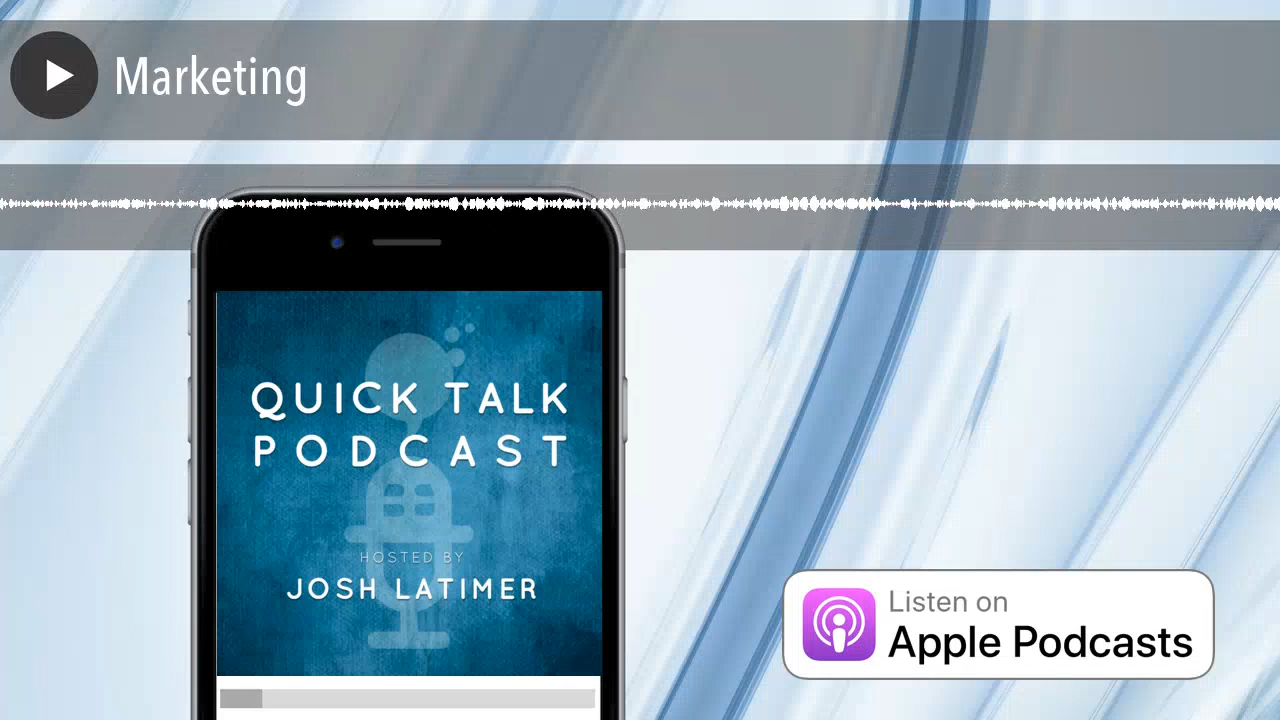 Marketing
QUICK TALK
PODCAST
HOSTED BY
JOSH LATIMER
Listen on
Apple Podcasts